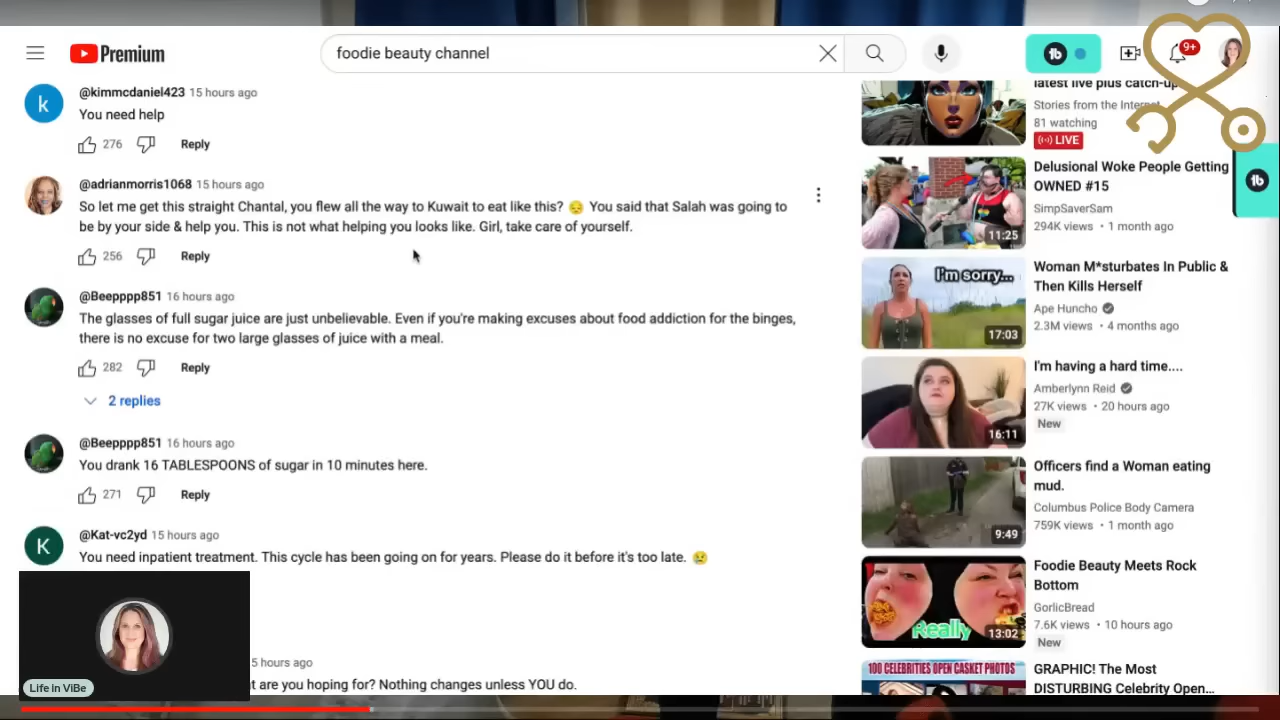 Premium
foodie beauty channel
9+
@kimmcdaniel423 15 hours ago
You need help
276
Reply
@adrianmorris1068 15 hours ago
So let me get this straight Chantal, you flew all the way to Kuwait to eat like this? 😔 You said that Salah was going to
be by your side & help you. This is not what helping you looks like. Girl, take care of yourself.
256
Reply
@Beepppp851 16 hours ago
The glasses of full sugar juice are just unbelievable. Even if you're making excuses about food addiction for the binges,
there is no excuse for two large glasses of juice with a meal.
282
Reply
2 replies
@Beepppp851 16 hours ago
You drank 16 TABLESPOONS of sugar in 10 minutes here.
271
Reply
K
@Kat-vc2yd 15 hours ago
You need inpatient treatment. This cycle has been going on for years. Please do it before it's too late. 😢
5 hours ago
are you hoping for? Nothing changes unless YOU do.
Life in ViBe
k
tb
latest live plus catch-up
Stories from the Internet
81 watching
LIVE
tb
Delusional Woke People Getting
OWNED #15
SimpSaverSam
294K views • 1 month ago
11:25
I'm sorry...
17:03
Woman M*sturbates In Public &
Then Kills Herself
Ape Huncho
2.3M views • 4 months ago
16:11
I'm having a hard time....
Amberlynn Reid
27K views • 20 hours ago
New
9:49
Officers find a Woman eating
mud.
Columbus Police Body Camera
759K views • 1 month ago
Really
13:02
Foodie Beauty Meets Rock
Bottom
GorlicBread
7.6K views • 10 hours ago
New
100 CELEBRITIES OPEN CASKET PHOTOS
GRAPHIC! The Most
DISTURBING Celebrity Open...